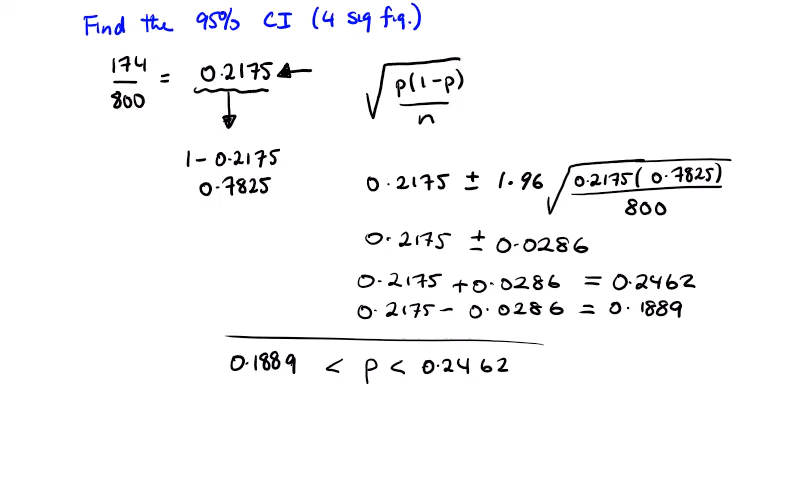 Find the 95% CI (4 sig fig.)
174/800 = 0.2175
√(p(1-p)/n)
1 - 0.2175
0.7825
0.2175 ± 1.96 √(0.2175(0.7825)/800)
0.2175 ± 0.0286
0.2175 + 0.0286 = 0.2462
0.2175 - 0.0286 = 0.1889
0.1889 < p < 0.2462